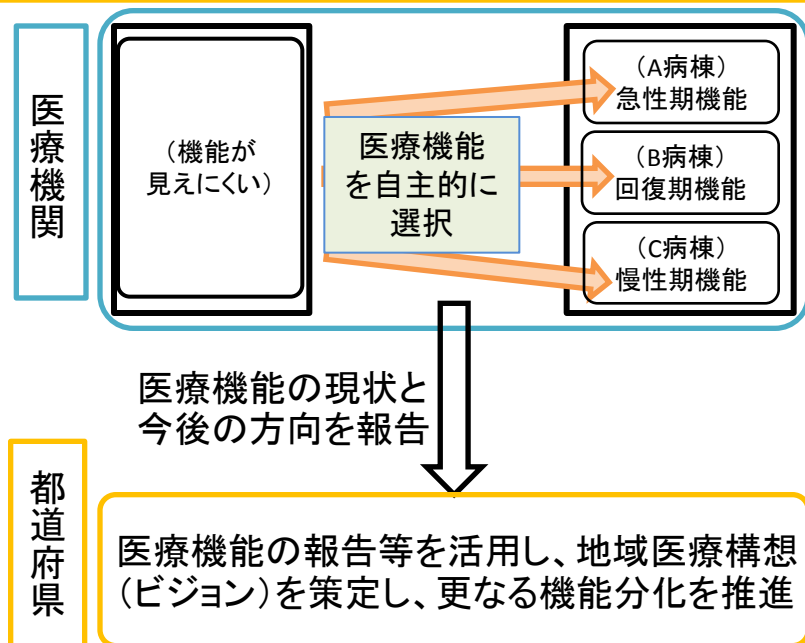 医療機関
(機能が
見えにくい)
医療機能
を自主的に
選択
(A病棟)
急性期機能
(B病棟)
回復期機能
(C病棟)
慢性期機能
医療機能の現状と
今後の方向を報告
都道府県
医療機能の報告等を活用し、地域医療構想
(ビジョン)を策定し、更なる機能分化を推進